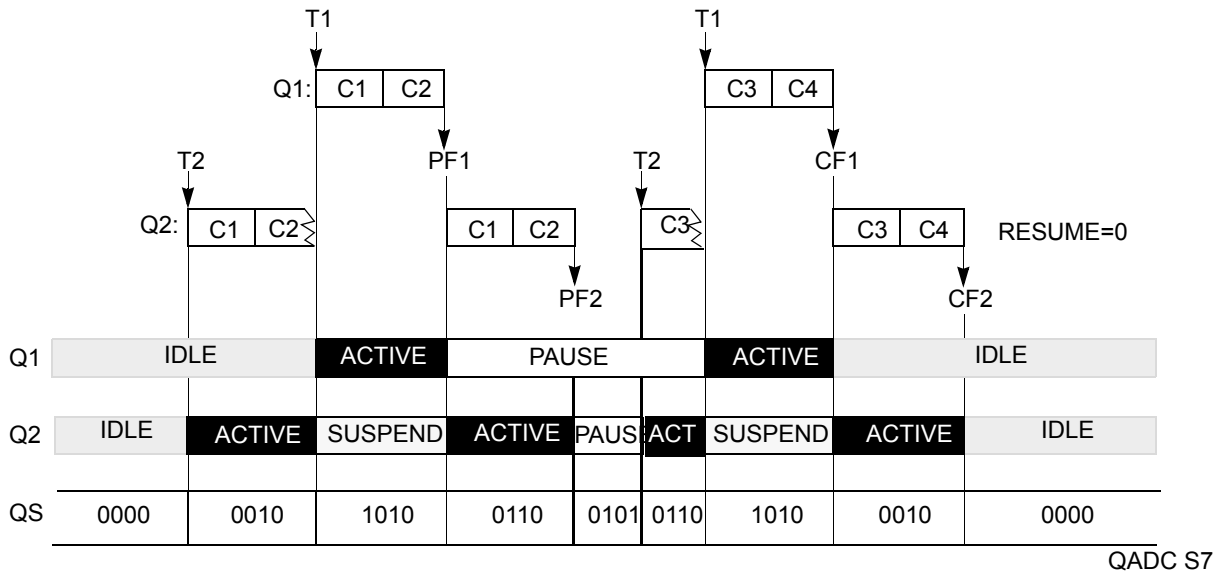 T1 T1
Q1: C1 C2 C3 C4
T2 PF1 T2 CF1
Q2: C1 C2 C1 C2 C3 C3 C4 RESUME=0
PF2 CF2
Q1 IDLE ACTIVE PAUSE ACTIVE IDLE
Q2 IDLE ACTIVE SUSPEND ACTIVE PAUS ACT SUSPEND ACTIVE IDLE
QS 0000 0010 1010 0110 0101 0110 1010 0010 0000
QADC S7